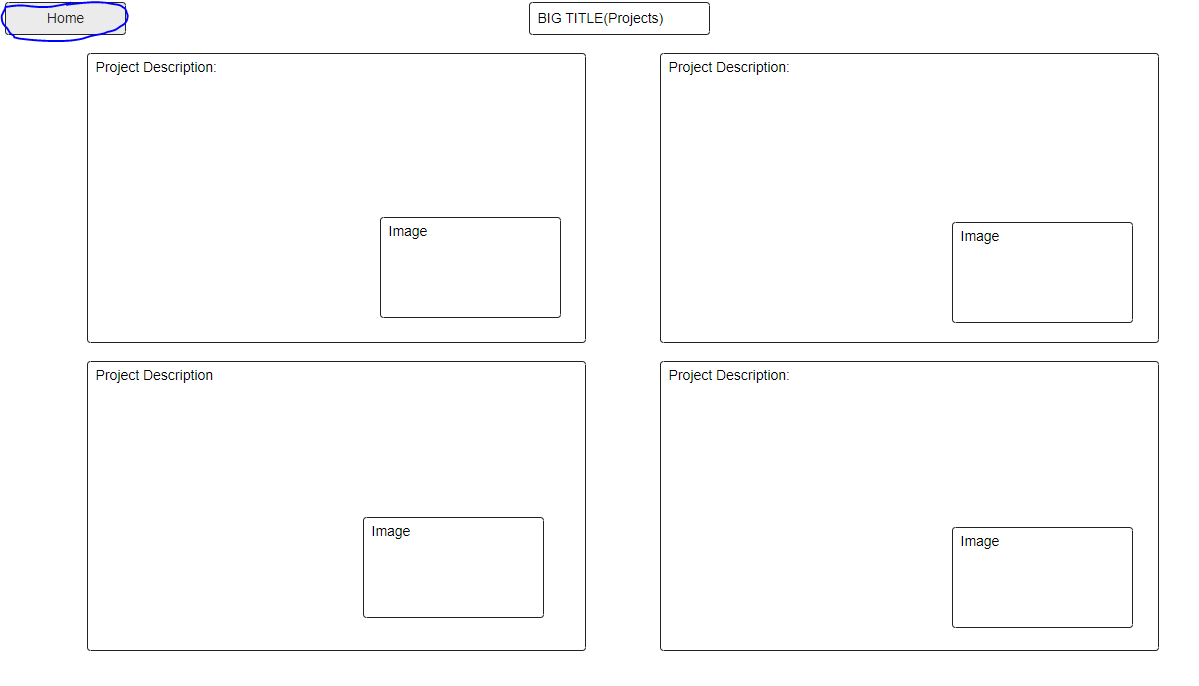 Home
BIG TITLE(Projects)
Project Description:
Project Description:
Image
Image
Project Description
Project Description:
Image
Image